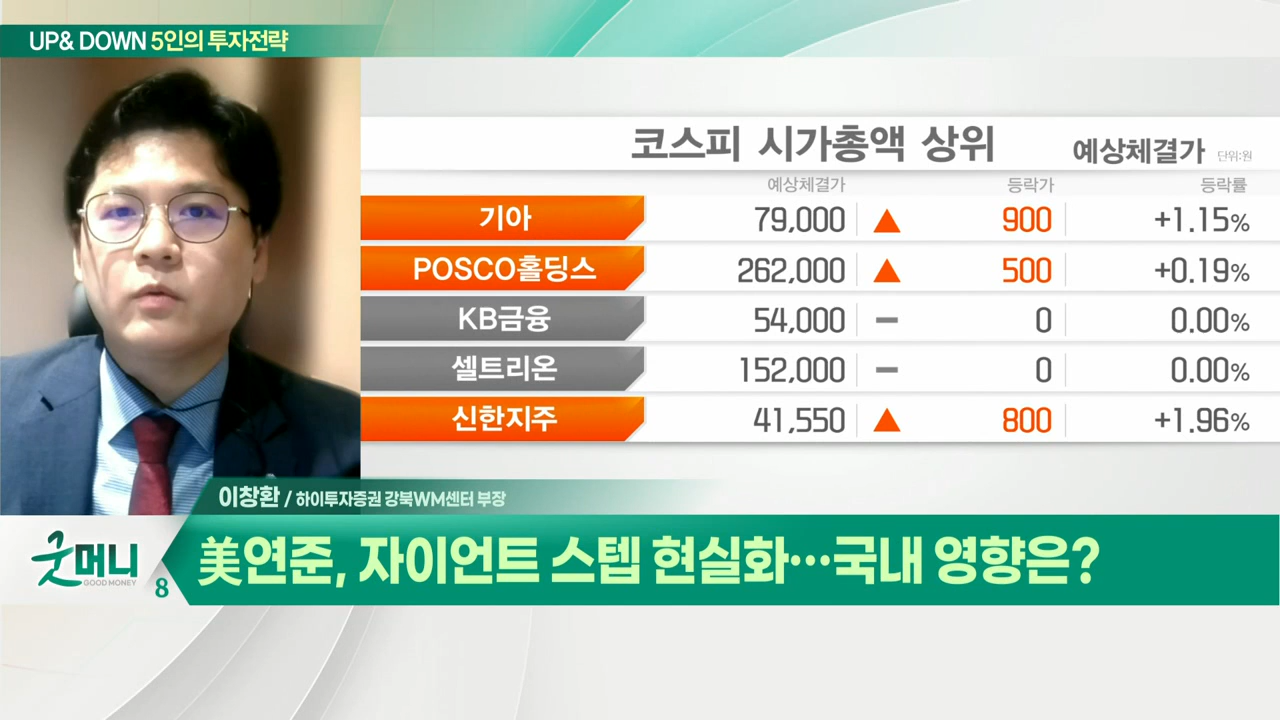 UP& DOWN 5인의 투자전략
코스피 시가총액 상위 예상체결가 단위:원
예상체결가 등락가 등락률
기아 79,000 ▲ 900 +1.15%
POSCO홀딩스 262,000 ▲ 500 +0.19%
KB금융 54,000 － 0 0.00%
셀트리온 152,000 － 0 0.00%
신한지주 41,550 ▲ 800 +1.96%
이창환 / 하이투자증권 강북WM센터 부장
굿머니
GOOD MONEY
8
美연준, 자이언트 스텝 현실화…국내 영향은?